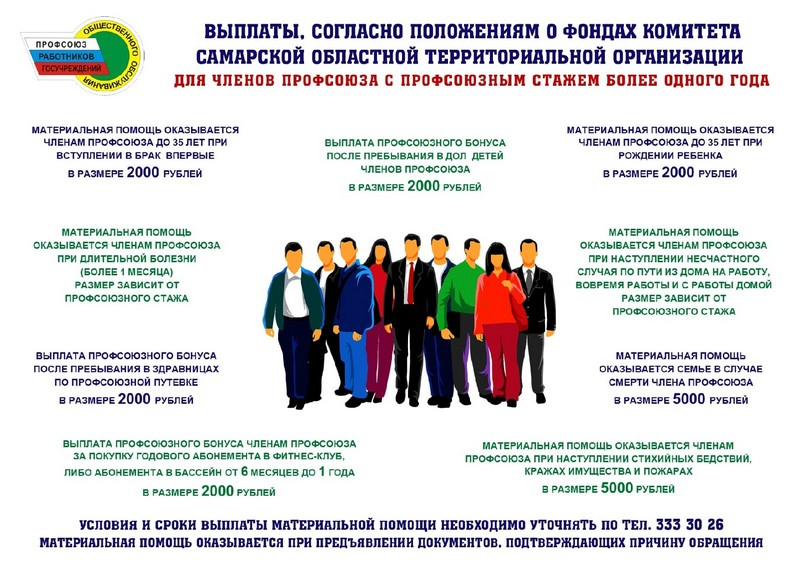 ПРОФСОЮЗ
РАБОТНИКОВ
ГОСУЧРЕЖДЕНИЙ
ОБЩЕСТВЕННОГО ОБСЛУЖИВАНИЯ
ВЫПЛАТЫ, СОГЛАСНО ПОЛОЖЕНИЯМ О ФОНДАХ КОМИТЕТА
САМАРСКОЙ ОБЛАСТНОЙ ТЕРРИТОРИАЛЬНОЙ ОРГАНИЗАЦИИ
ДЛЯ ЧЛЕНОВ ПРОФСОЮЗА С ПРОФСОЮЗНЫМ СТАЖЕМ БОЛЕЕ ОДНОГО ГОДА
МАТЕРИАЛЬНАЯ ПОМОЩЬ ОКАЗЫВАЕТСЯ
ЧЛЕНАМ ПРОФСОЮЗА ДО 35 ЛЕТ ПРИ
ВСТУПЛЕНИИ В БРАК ВПЕРВЫЕ
В РАЗМЕРЕ 2000 РУБЛЕЙ
ВЫПЛАТА ПРОФСОЮЗНОГО БОНУСА
ПОСЛЕ ПРЕБЫВАНИЯ В ДОЛ ДЕТЕЙ
ЧЛЕНОВ ПРОФСОЮЗА
В РАЗМЕРЕ 2000 РУБЛЕЙ
МАТЕРИАЛЬНАЯ ПОМОЩЬ ОКАЗЫВАЕТСЯ
ЧЛЕНАМ ПРОФСОЮЗА ДО 35 ЛЕТ ПРИ
РОЖДЕНИИ РЕБЕНКА
В РАЗМЕРЕ 2000 РУБЛЕЙ
МАТЕРИАЛЬНАЯ ПОМОЩЬ
ОКАЗЫВАЕТСЯ ЧЛЕНАМ ПРОФСОЮЗА
ПРИ ДЛИТЕЛЬНОЙ БОЛЕЗНИ
(БОЛЕЕ 1 МЕСЯЦА)
РАЗМЕР ЗАВИСИТ ОТ
ПРОФСОЮЗНОГО СТАЖА
МАТЕРИАЛЬНАЯ ПОМОЩЬ
ОКАЗЫВАЕТСЯ ЧЛЕНАМ ПРОФСОЮЗА
ПРИ НАСТУПЛЕНИИ НЕСЧАСТНОГО
СЛУЧАЯ ПО ПУТИ ИЗ ДОМА НА РАБОТУ,
ВОВРЕМЯ РАБОТЫ И С РАБОТЫ ДОМОЙ
РАЗМЕР ЗАВИСИТ ОТ
ПРОФСОЮЗНОГО СТАЖА
ВЫПЛАТА ПРОФСОЮЗНОГО БОНУСА
ПОСЛЕ ПРЕБЫВАНИЯ В ЗДРАВНИЦАХ
ПО ПРОФСОЮЗНОЙ ПУТЕВКЕ
В РАЗМЕРЕ 2000 РУБЛЕЙ
МАТЕРИАЛЬНАЯ ПОМОЩЬ
ОКАЗЫВАЕТСЯ СЕМЬЕ В СЛУЧАЕ
СМЕРТИ ЧЛЕНА ПРОФСОЮЗА
В РАЗМЕРЕ 5000 РУБЛЕЙ
ВЫПЛАТА ПРОФСОЮЗНОГО БОНУСА ЧЛЕНАМ ПРОФСОЮЗА
ЗА ПОКУПКУ ГОДОВОГО АБОНЕМЕНТА В ФИТНЕС-КЛУБ,
ЛИБО АБОНЕМЕНТА В БАССЕЙН ОТ 6 МЕСЯЦЕВ ДО 1 ГОДА
В РАЗМЕРЕ 2000 РУБЛЕЙ
МАТЕРИАЛЬНАЯ ПОМОЩЬ ОКАЗЫВАЕТСЯ ЧЛЕНАМ
ПРОФСОЮЗА ПРИ НАСТУПЛЕНИИ СТИХИЙНЫХ БЕДСТВИЙ,
КРАЖАХ ИМУЩЕСТВА И ПОЖАРАХ
В РАЗМЕРЕ 5000 РУБЛЕЙ
УСЛОВИЯ И СРОКИ ВЫПЛАТЫ МАТЕРИАЛЬНОЙ ПОМОЩИ НЕОБХОДИМО УТОЧНЯТЬ ПО ТЕЛ. 333 30 26
МАТЕРИАЛЬНАЯ ПОМОЩЬ ОКАЗЫВАЕТСЯ ПРИ ПРЕДЪЯВЛЕНИИ ДОКУМЕНТОВ, ПОДТВЕРЖДАЮЩИХ ПРИЧИНУ ОБРАЩЕНИЯ